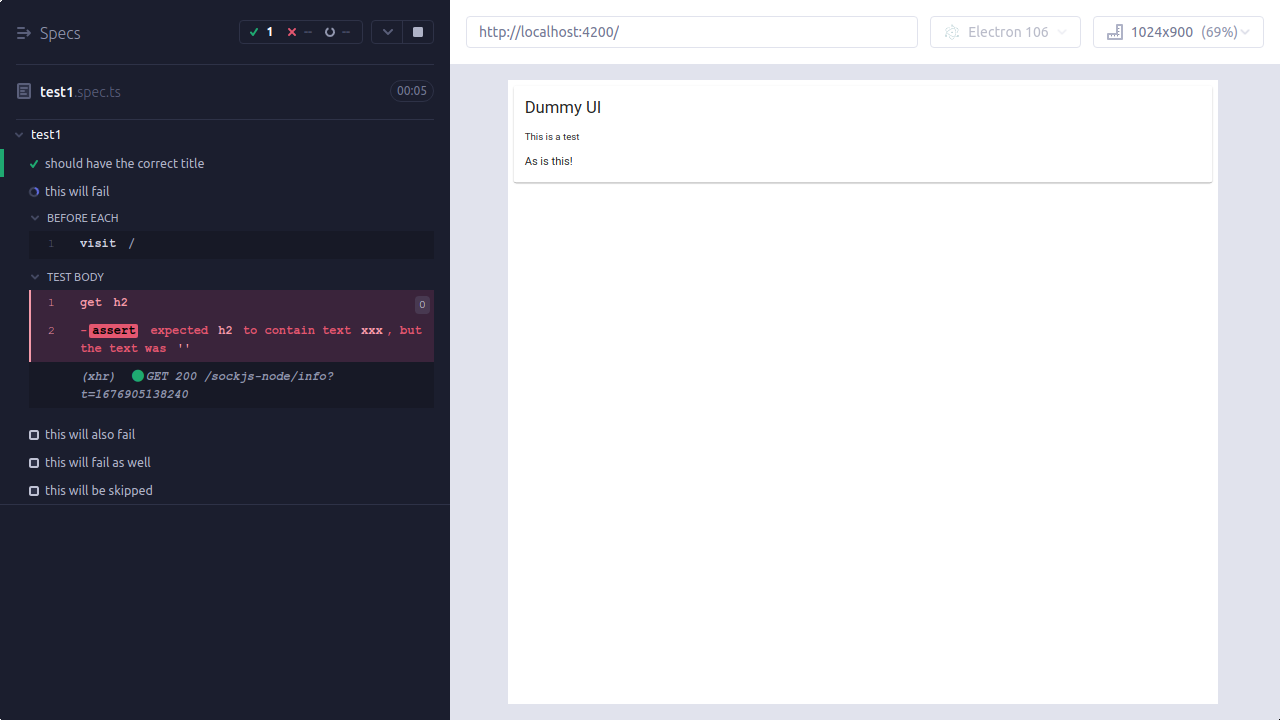 Specs
1
--
--
http://localhost:4200/
Electron 106
1024x900 (69%)
test1.spec.ts
00:05
test1
should have the correct title
this will fail
BEFORE EACH
1 visit /
TEST BODY
1 get h2
0
2 -assert expected h2 to contain text xxx, but
the text was ''
(xhr) GET 200 /sockjs-node/info?
t=1676905138240
this will also fail
this will fail as well
this will be skipped
Dummy UI
This is a test
As is this!